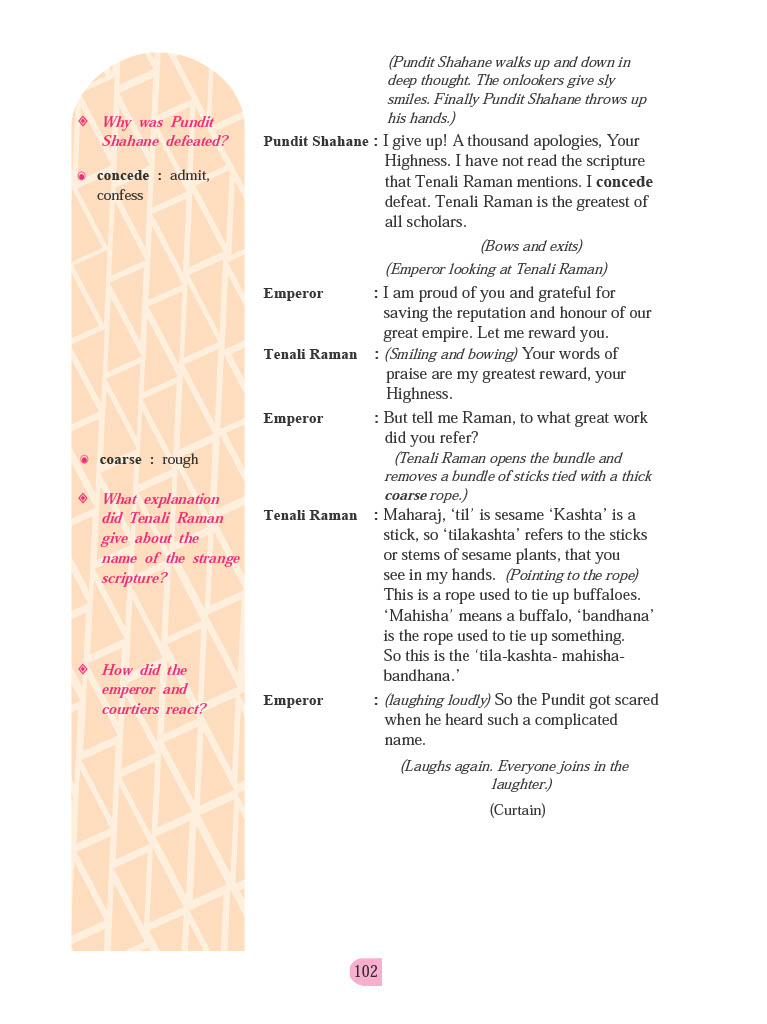 (Pundit Shahane walks up and down in
deep thought. The onlookers give sly
smiles. Finally Pundit Shahane throws up
his hands.)
Why was Pundit
Shahane defeated?
concede : admit,
confess
Pundit Shahane : I give up! A thousand apologies, Your
Highness. I have not read the scripture
that Tenali Raman mentions. I concede
defeat. Tenali Raman is the greatest of
all scholars.
(Bows and exits)
(Emperor looking at Tenali Raman)
Emperor : I am proud of you and grateful for
saving the reputation and honour of our
great empire. Let me reward you.
Tenali Raman : (Smiling and bowing) Your words of
praise are my greatest reward, your
Highness.
Emperor : But tell me Raman, to what great work
did you refer?
(Tenali Raman opens the bundle and
removes a bundle of sticks tied with a thick
coarse rope.)
coarse : rough
What explanation
did Tenali Raman
give about the
name of the strange
scripture?
Tenali Raman : Maharaj, ‘til’ is sesame ‘Kashta’ is a
stick, so ‘tilakashta’ refers to the sticks
or stems of sesame plants, that you
see in my hands. (Pointing to the rope)
This is a rope used to tie up buffaloes.
‘Mahisha’ means a buffalo, ‘bandhana’
is the rope used to tie up something.
So this is the ‘tila-kashta- mahisha-
bandhana.’
How did the
emperor and
courtiers react?
Emperor : (laughing loudly) So the Pundit got scared
when he heard such a complicated
name.
(Laughs again. Everyone joins in the
laughter.)
(Curtain)
102